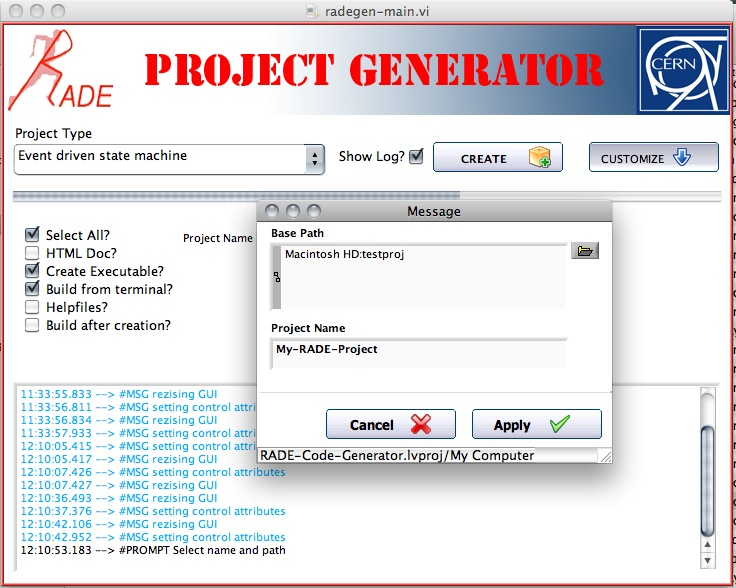 radegen-main.vi
RADE
PROJECT GENERATOR
CERN
Project Type
Event driven state machine
Show Log?
CREATE
CUSTOMIZE
Message
Select All?
HTML Doc?
Create Executable?
Build from terminal?
Helpfiles?
Build after creation?
Project Name
Base Path
Macintosh HD:testproj
Project Name
My-RADE-Project
Cancel
Apply
RADE-Code-Generator.lvproj/My Computer
11:33:55.833 --> #MSG rezising GUI
11:33:56.811 --> #MSG setting control attri
11:33:56.834 --> #MSG rezising GUI
11:33:57.933 --> #MSG setting control attri
12:10:05.415 --> #MSG rezising GUI
12:10:05.417 --> #MSG setting control attri
12:10:07.426 --> #MSG rezising GUI
12:10:07.427 --> #MSG setting control attributes
12:10:36.493 --> #MSG rezising GUI
12:10:37.376 --> #MSG setting control attributes
12:10:42.106 --> #MSG rezising GUI
12:10:42.952 --> #MSG setting control attributes
12:10:53.183 --> #PROMPT Select name and path